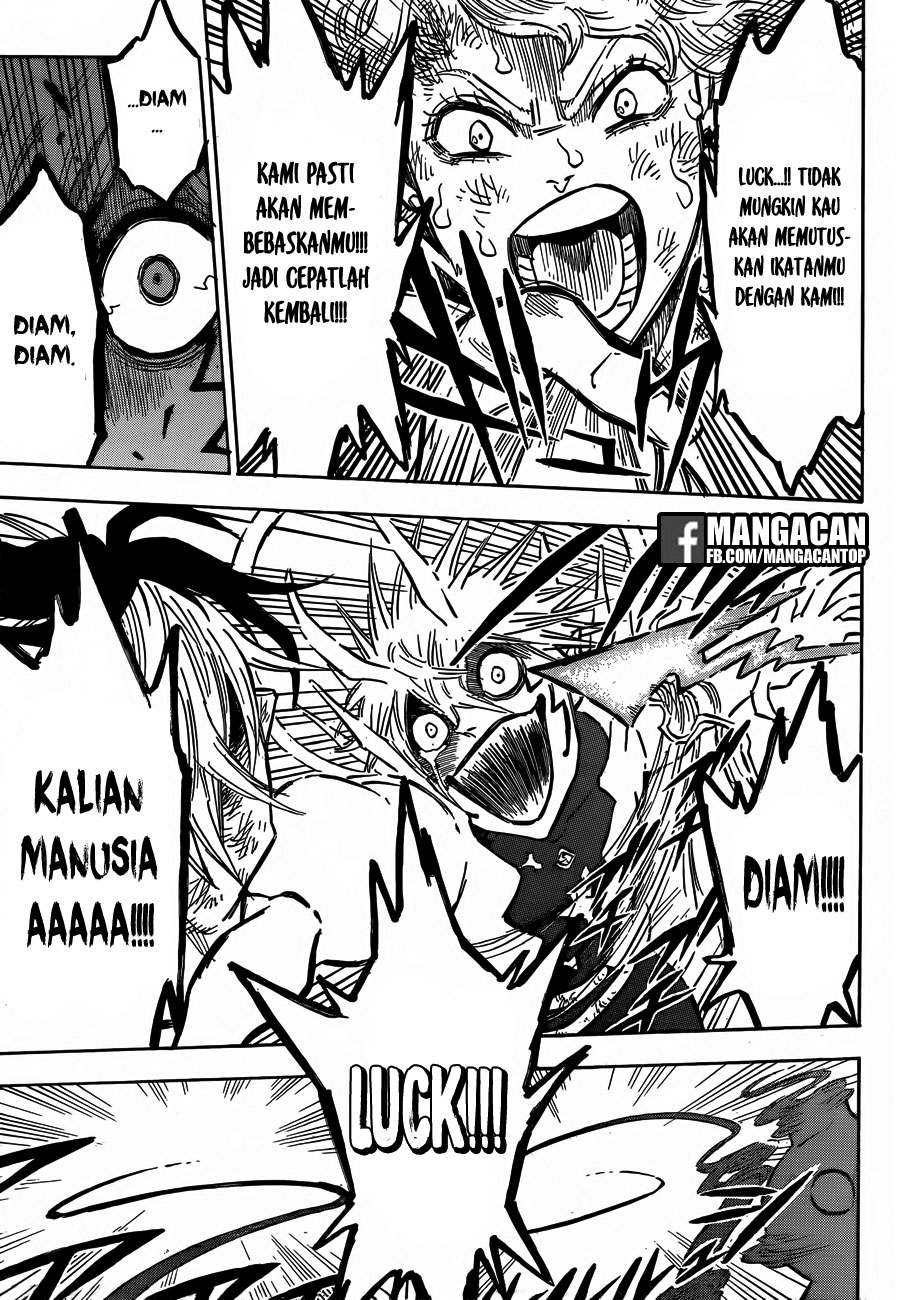 LUCK...!! TIDAK
MUNGKIN KAU
AKAN MEMUTUS-
KAN IKATANMU
DENGAN KAMI!!
KAMI PASTI
AKAN MEM-
BEBASKANMU!!!
JADI CEPATLAH
KEMBALI!!!!
...DIAM
...
DIAM,
DIAM.
MANGACAN
FB.COM/MANGACANTOP
DIAM!!!!
KALIAN
MANUSIA
AAAAA!!!!
LUCK!!!!